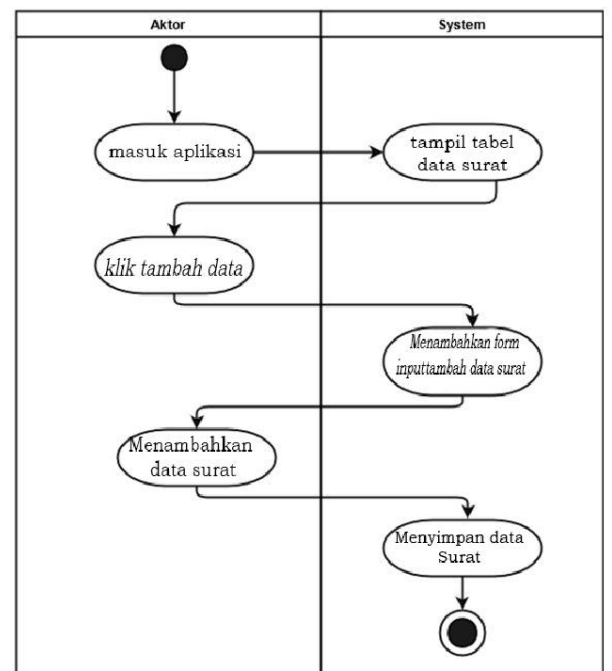 Aktor
System
masuk aplikasi
tampil tabel
data surat
klik tambah data
Menambahkan form
inputtambah data surat
Menambahkan
data surat
Menyimpan data
Surat